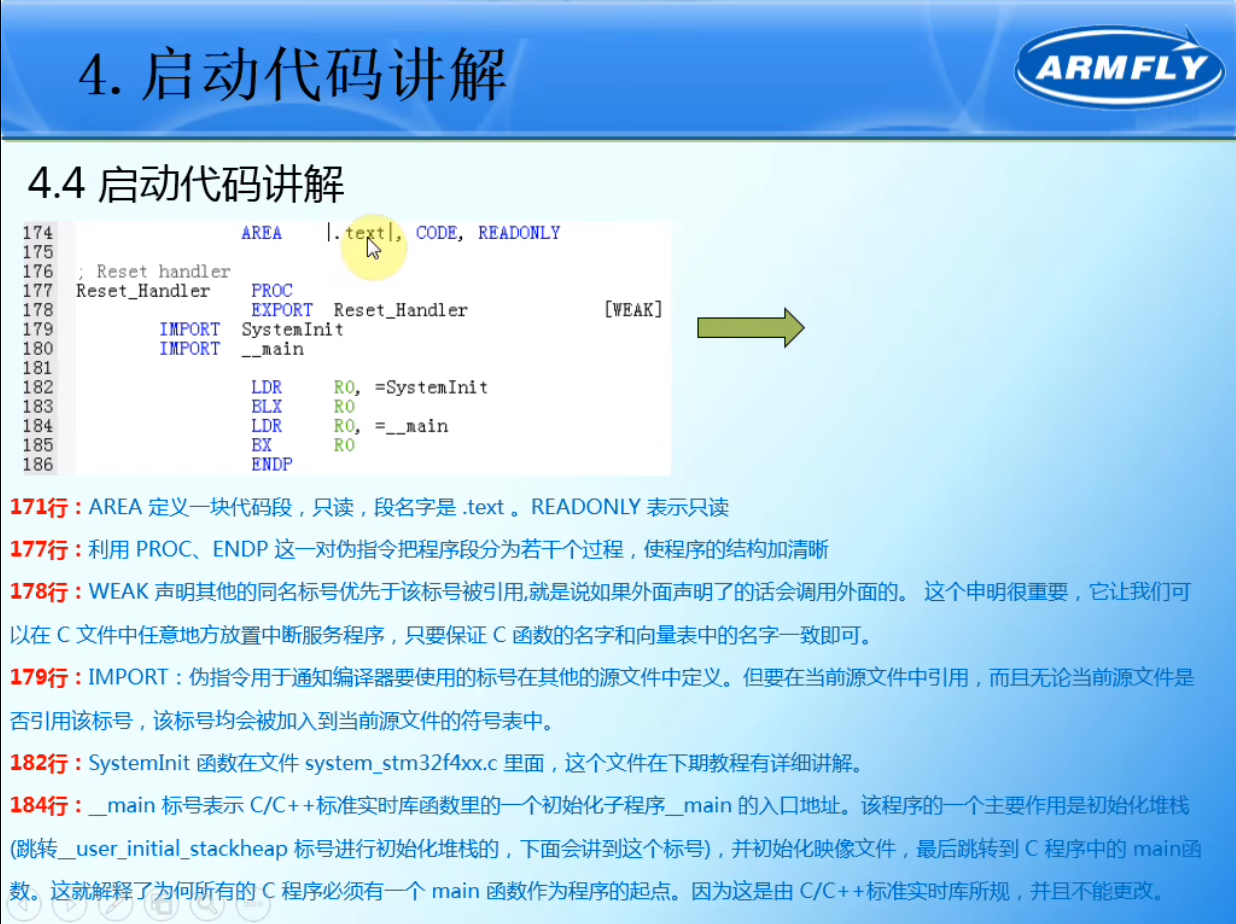 4. 启动代码讲解
ARMFLY
4.4 启动代码讲解
174 AREA |.text|, CODE, READONLY
175
176 ; Reset handler
177 Reset_Handler PROC
178 EXPORT Reset_Handler [WEAK]
179 IMPORT SystemInit
180 IMPORT __main
181
182 LDR R0, =SystemInit
183 BLX R0
184 LDR R0, =__main
185 BX R0
186 ENDP
171行：AREA 定义一块代码段，只读，段名字是 .text 。READONLY 表示只读
177行：利用 PROC、ENDP 这一对伪指令把程序段分为若干个过程，使程序的结构加清晰
178行：WEAK 声明其他的同名标号优先于该标号被引用,就是说如果外面声明了的话会调用外面的。 这个申明很重要，它让我们可
以在 C 文件中任意地方放置中断服务程序，只要保证 C 函数的名字和向量表中的名字一致即可。
179行：IMPORT：伪指令用于通知编译器要使用的标号在其他的源文件中定义。但要在当前源文件中引用，而且无论当前源文件是
否引用该标号，该标号均会被加入到当前源文件的符号表中。
182行：SystemInit 函数在文件 system_stm32f4xx.c 里面，这个文件在下期教程有详细讲解。
184行：__main 标号表示 C/C++标准实时库函数里的一个初始化子程序__main 的入口地址。该程序的一个主要作用是初始化堆栈
(跳转__user_initial_stackheap 标号进行初始化堆栈的，下面会讲到这个标号)，并初始化映像文件，最后跳转到 C 程序中的 main函
数。这就解释了为何所有的 C 程序必须有一个 main 函数作为程序的起点。因为这是由 C/C++标准实时库所规，并且不能更改。